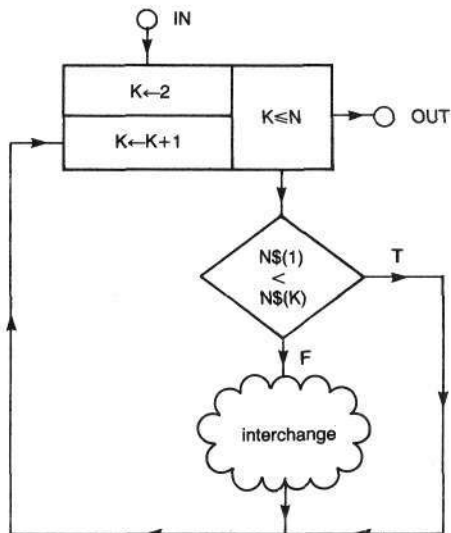 IN
K←2
K≤N
OUT
K←K+1
N$(1)
T
<
N$(K)
F
interchange